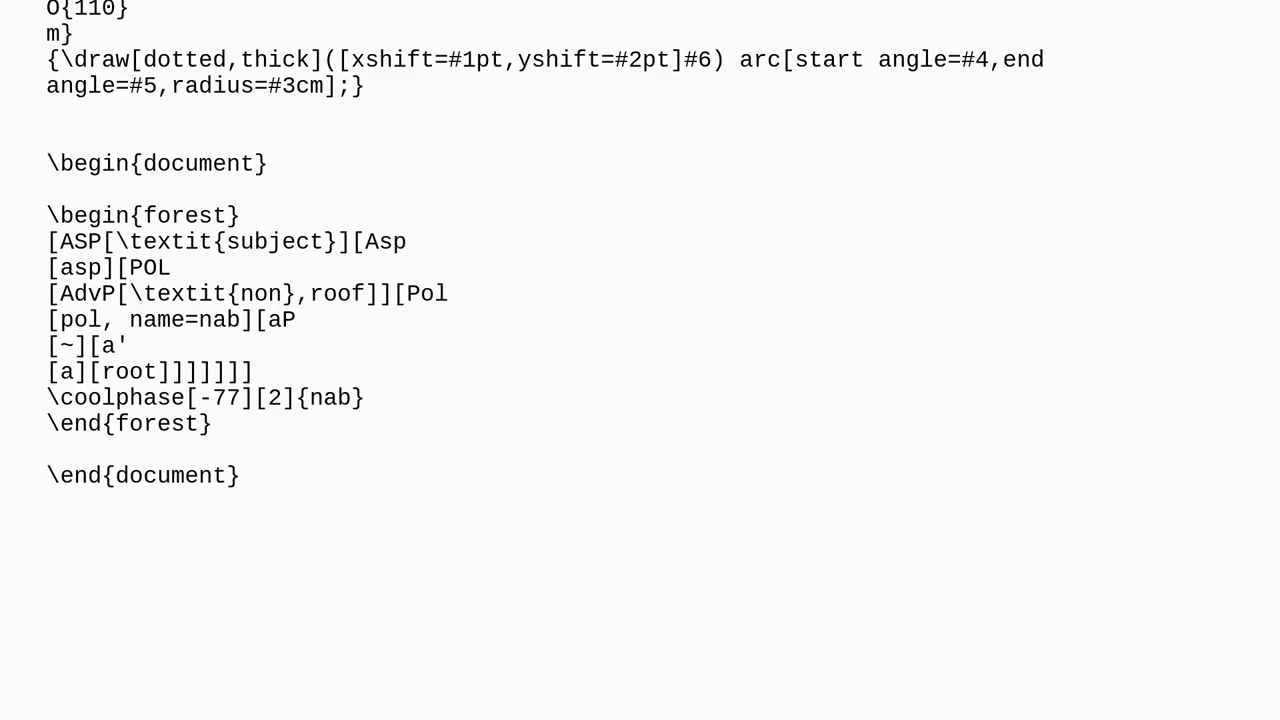 O{110}
m}
{\draw[dotted,thick]([xshift=#1pt,yshift=#2pt]#6) arc[start angle=#4,end
angle=#5,radius=#3cm];}
\begin{document}
\begin{forest}
[ASP[\textit{subject}][Asp
[asp][POL
[AdvP[\textit{non},roof]][Pol
[pol, name=nab][aP
[~][a'
[a][root]]]]]]]
\coolphase[-77][2]{nab}
\end{forest}
\end{document}